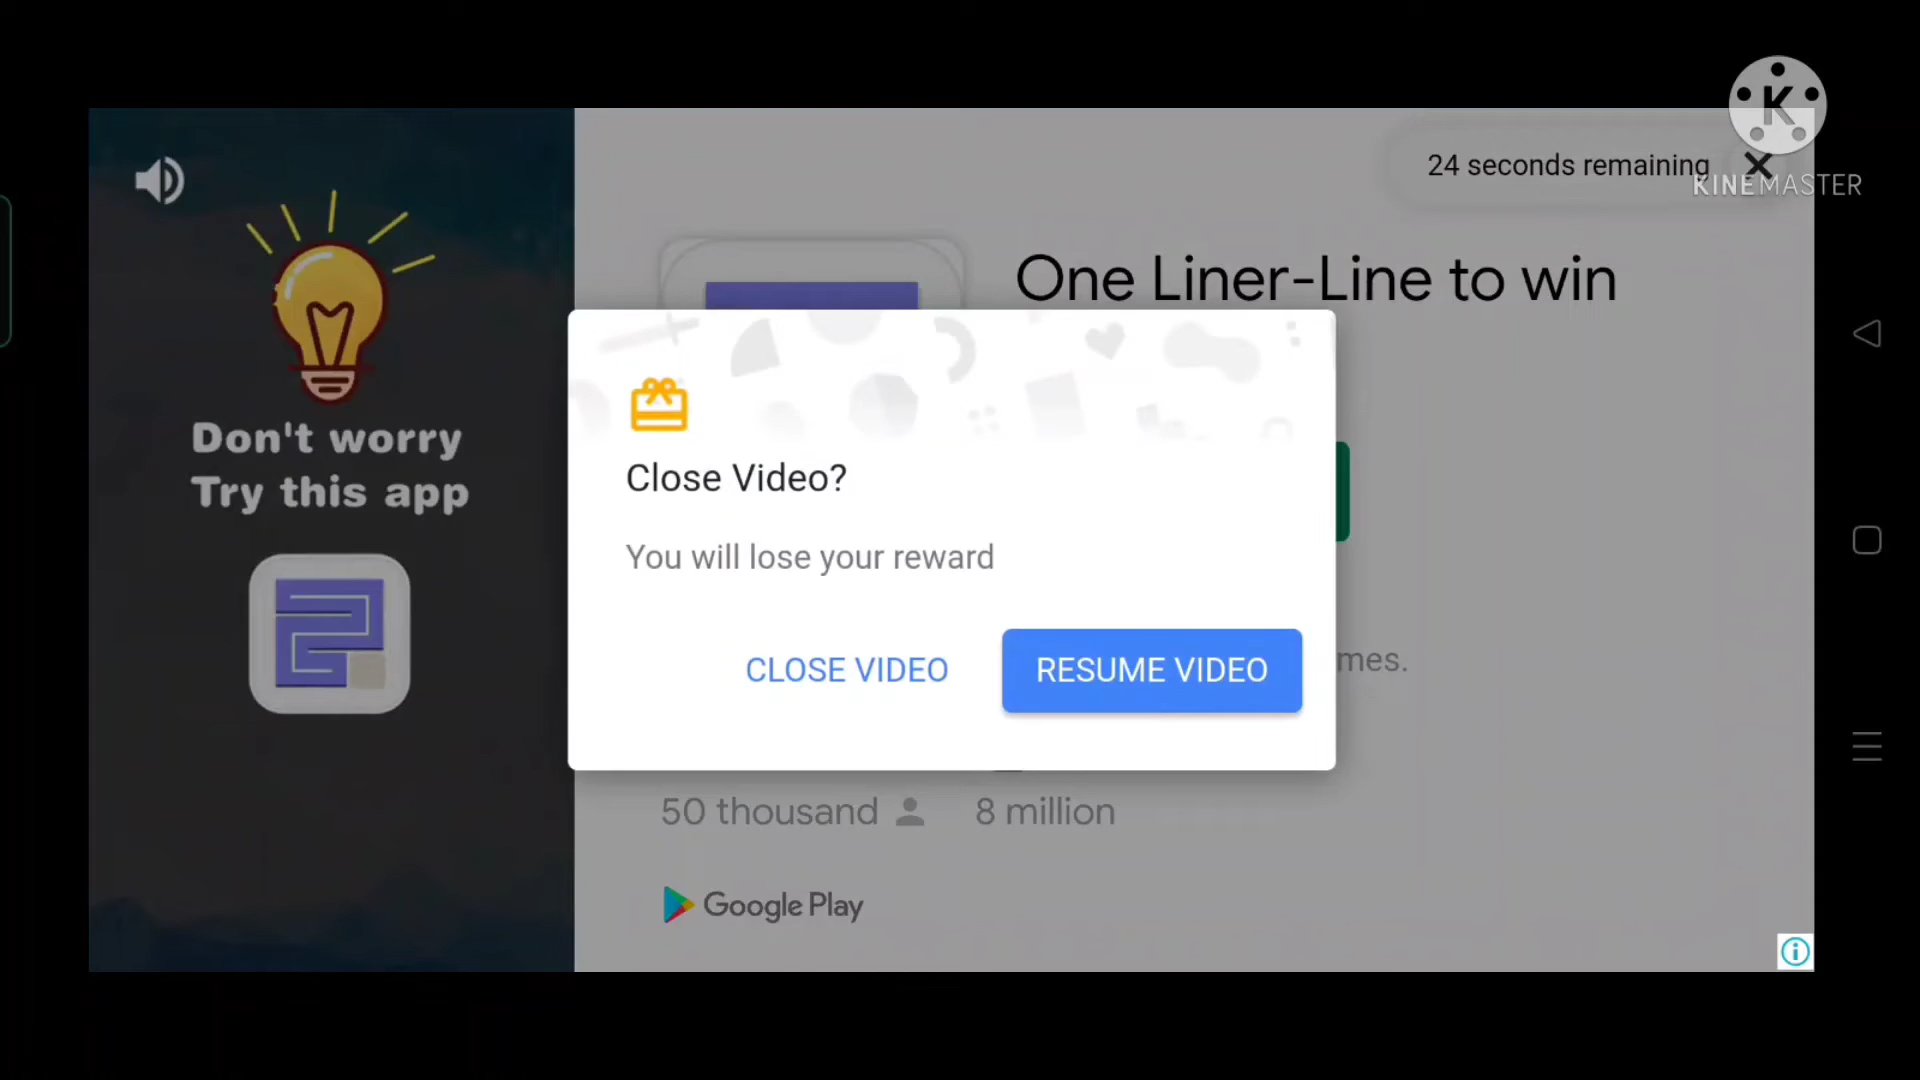 K
KINEMASTER
24 seconds remaining
One Liner-Line to win
Don't worry
Try this app
Close Video?
You will lose your reward
CLOSE VIDEO
RESUME VIDEO
mes.
50 thousand
8 million
Google Play